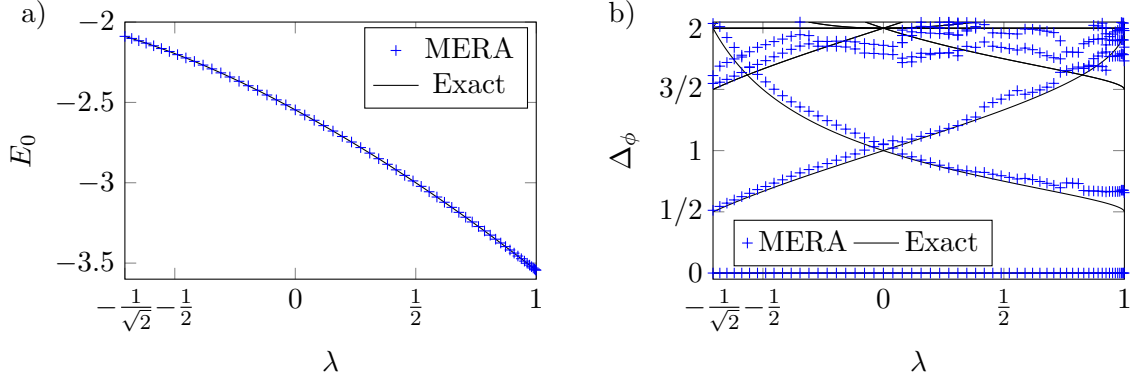 a)
−2
−2.5
−3
−3.5
E₀
MERA
Exact
−1/√2 −1/2 0 1/2 1
λ
b)
2
3/2
1
1/2
0
Δ_ϕ
MERA Exact
−1/√2 −1/2 0 1/2 1
λ